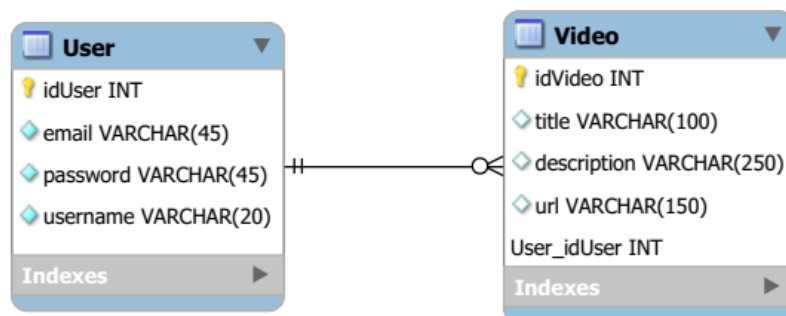 User
idUser INT
email VARCHAR(45)
password VARCHAR(45)
username VARCHAR(20)
Indexes
Video
idVideo INT
title VARCHAR(100)
description VARCHAR(250)
url VARCHAR(150)
User_idUser INT
Indexes